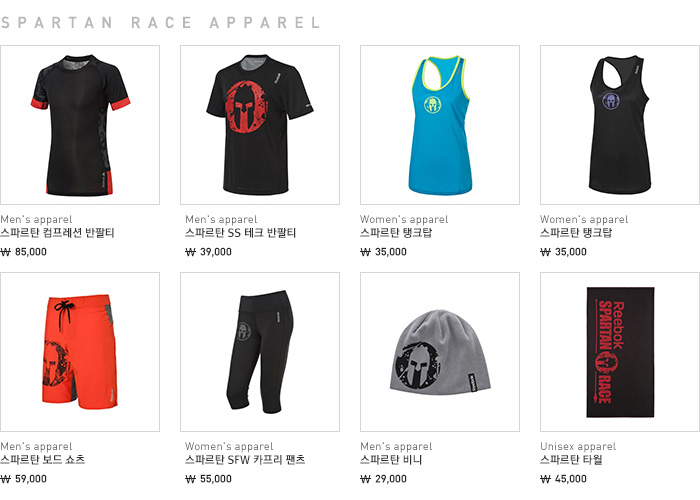 SPARTAN RACE APPAREL
Men's apparel
스파르탄 컴프레션 반팔티
₩ 85,000
Men's apparel
스파르탄 SS 테크 반팔티
₩ 39,000
Women's apparel
스파르탄 탱크탑
₩ 35,000
Women's apparel
스파르탄 탱크탑
₩ 35,000
Reebok
SPARTAN
RACE
Men's apparel
스파르탄 보드 쇼츠
₩ 59,000
Women's apparel
스파르탄 SFW 카프리 팬츠
₩ 55,000
Men's apparel
스파르탄 비니
₩ 29,000
Unisex apparel
스파르탄 타월
₩ 45,000